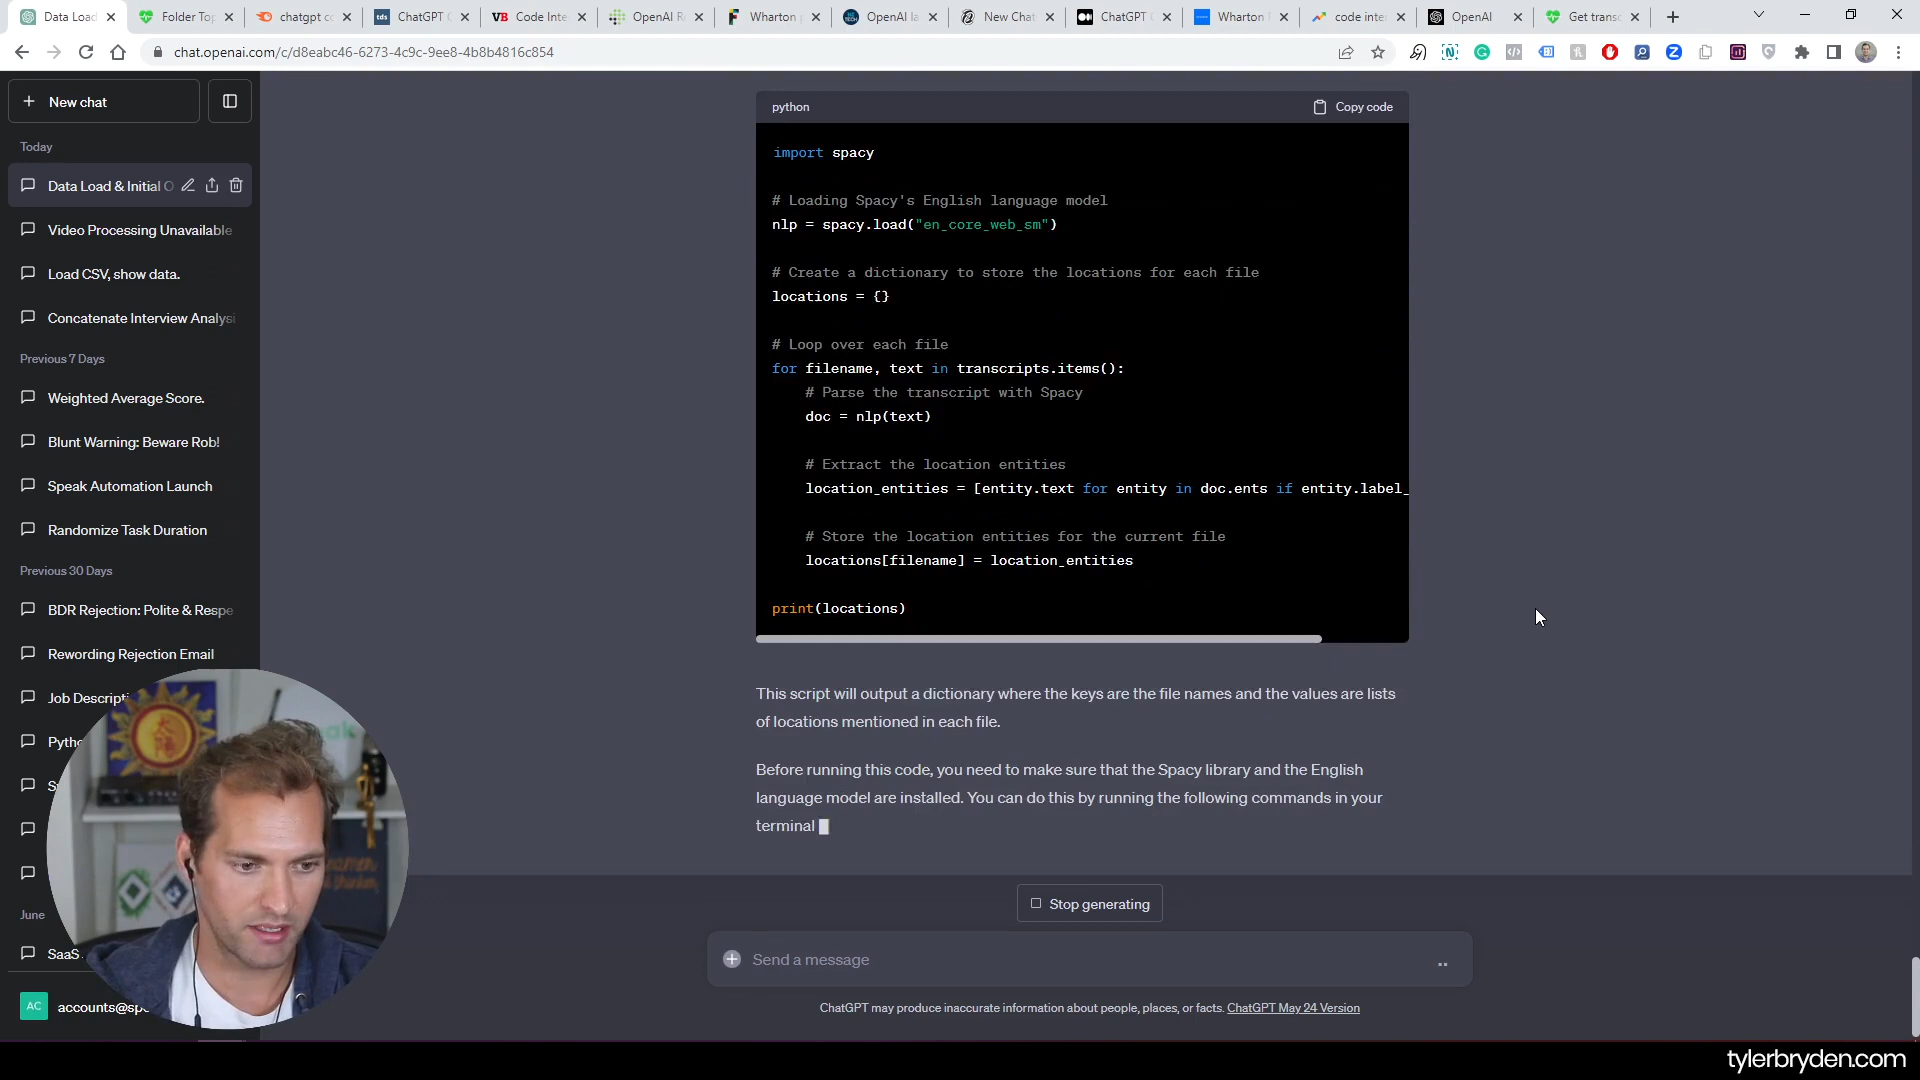 Data Load
Folder Top
chatgpt co
ChatGPT C
Code Inte
OpenAI R
Wharton
OpenAI la
New Chat
ChatGPT C
Wharton
code inte
OpenAI
Get transc
chat.openai.com/c/d8eabc46-6273-4c9c-9ee8-4b8b4816c854
New chat
Today
Data Load & Initial O
Video Processing Unavailable
Load CSV, show data.
Concatenate Interview Analysi
Previous 7 Days
Weighted Average Score.
Blunt Warning: Beware Rob!
Speak Automation Launch
Randomize Task Duration
Previous 30 Days
BDR Rejection: Polite & Respe
Rewording Rejection Email
Job Descripti
Pytho
June
SaaS
AC
accounts@spe
python
Copy code
import spacy
# Loading Spacy's English language model
nlp = spacy.load("en_core_web_sm")
# Create a dictionary to store the locations for each file
locations = {}
# Loop over each file
for filename, text in transcripts.items():
# Parse the transcript with Spacy
doc = nlp(text)
# Extract the location entities
location_entities = [entity.text for entity in doc.ents if entity.label_
# Store the location entities for the current file
locations[filename] = location_entities
print(locations)
This script will output a dictionary where the keys are the file names and the values are lists
of locations mentioned in each file.
Before running this code, you need to make sure that the Spacy library and the English
language model are installed. You can do this by running the following commands in your
terminal
Stop generating
Send a message
ChatGPT may produce inaccurate information about people, places, or facts. ChatGPT May 24 Version
tylerbryden.com